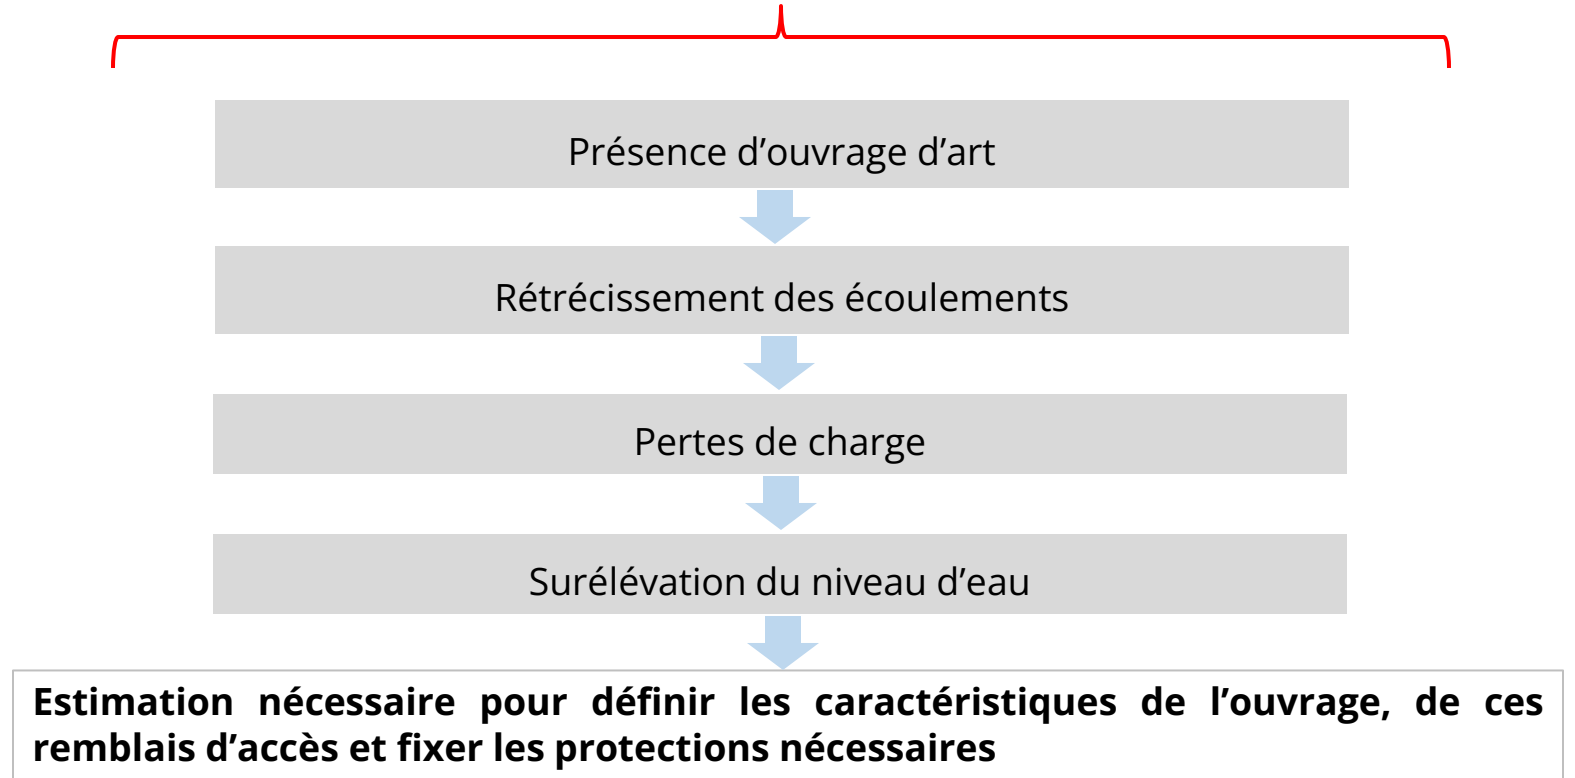 Présence d’ouvrage d’art
Rétrécissement des écoulements
Pertes de charge
Surélévation du niveau d’eau
Estimation nécessaire pour définir les caractéristiques de l’ouvrage, de ces
remblais d’accès et fixer les protections nécessaires